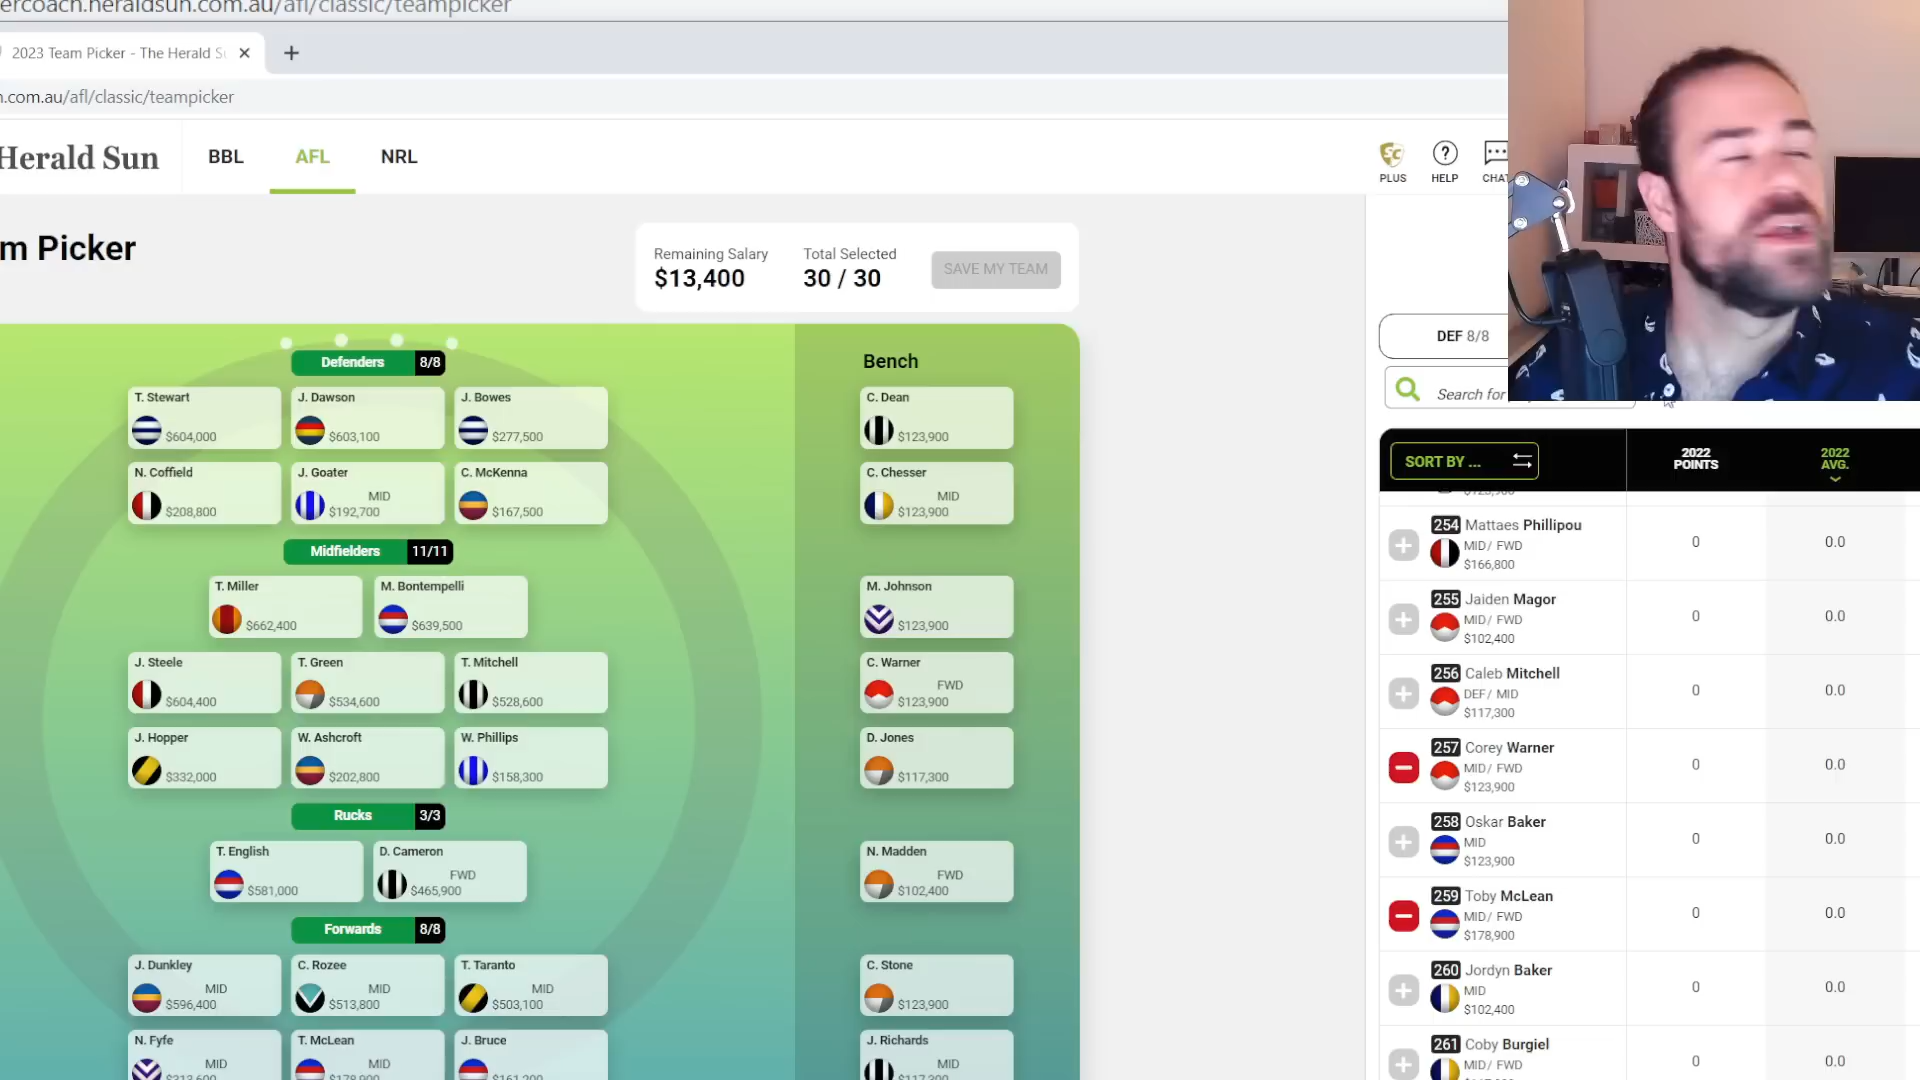 ercoach.heraldsun.com.au/afl/classic/teampicker
2023 Team Picker - The Herald Su
n.com.au/afl/classic/teampicker
Herald Sun
BBL
AFL
NRL
SC
PLUS
HELP
CHAT
m Picker
Remaining Salary
$13,400
Total Selected
30 / 30
SAVE MY TEAM
Defenders 8/8
Bench
T. Stewart
$604,000
J. Dawson
$603,100
J. Bowes
$277,500
C. Dean
$123,900
N. Coffield
$208,800
J. Goater
MID
$192,700
C. McKenna
$167,500
C. Chesser
MID
$123,900
Midfielders 11/11
T. Miller
$662,400
M. Bontempelli
$639,500
M. Johnson
$123,900
J. Steele
$604,400
T. Green
$534,600
T. Mitchell
$528,600
C. Warner
FWD
$123,900
J. Hopper
$332,000
W. Ashcroft
$202,800
W. Phillips
$158,300
D. Jones
$117,300
Rucks 3/3
T. English
$581,000
D. Cameron
FWD
$465,900
N. Madden
FWD
$102,400
Forwards 8/8
J. Dunkley
MID
$596,400
C. Rozee
MID
$513,800
T. Taranto
MID
$503,100
C. Stone
$123,900
N. Fyfe
MID
T. McLean
MID
$178,900
J. Bruce
J. Richards
MID
$117,300
DEF 8/8
Search for
SORT BY ...
2022 POINTS
2022 AVG.
$123,900
254 Mattaes Phillipou
MID/ FWD
$166,800
0
0.0
255 Jaiden Magor
MID/ FWD
$102,400
0
0.0
256 Caleb Mitchell
DEF/ MID
$117,300
0
0.0
257 Corey Warner
MID/ FWD
$123,900
0
0.0
258 Oskar Baker
MID
$123,900
0
0.0
259 Toby McLean
MID/ FWD
$178,900
0
0.0
260 Jordyn Baker
MID
$102,400
0
0.0
261 Coby Burgiel
MID/ FWD
0
0.0